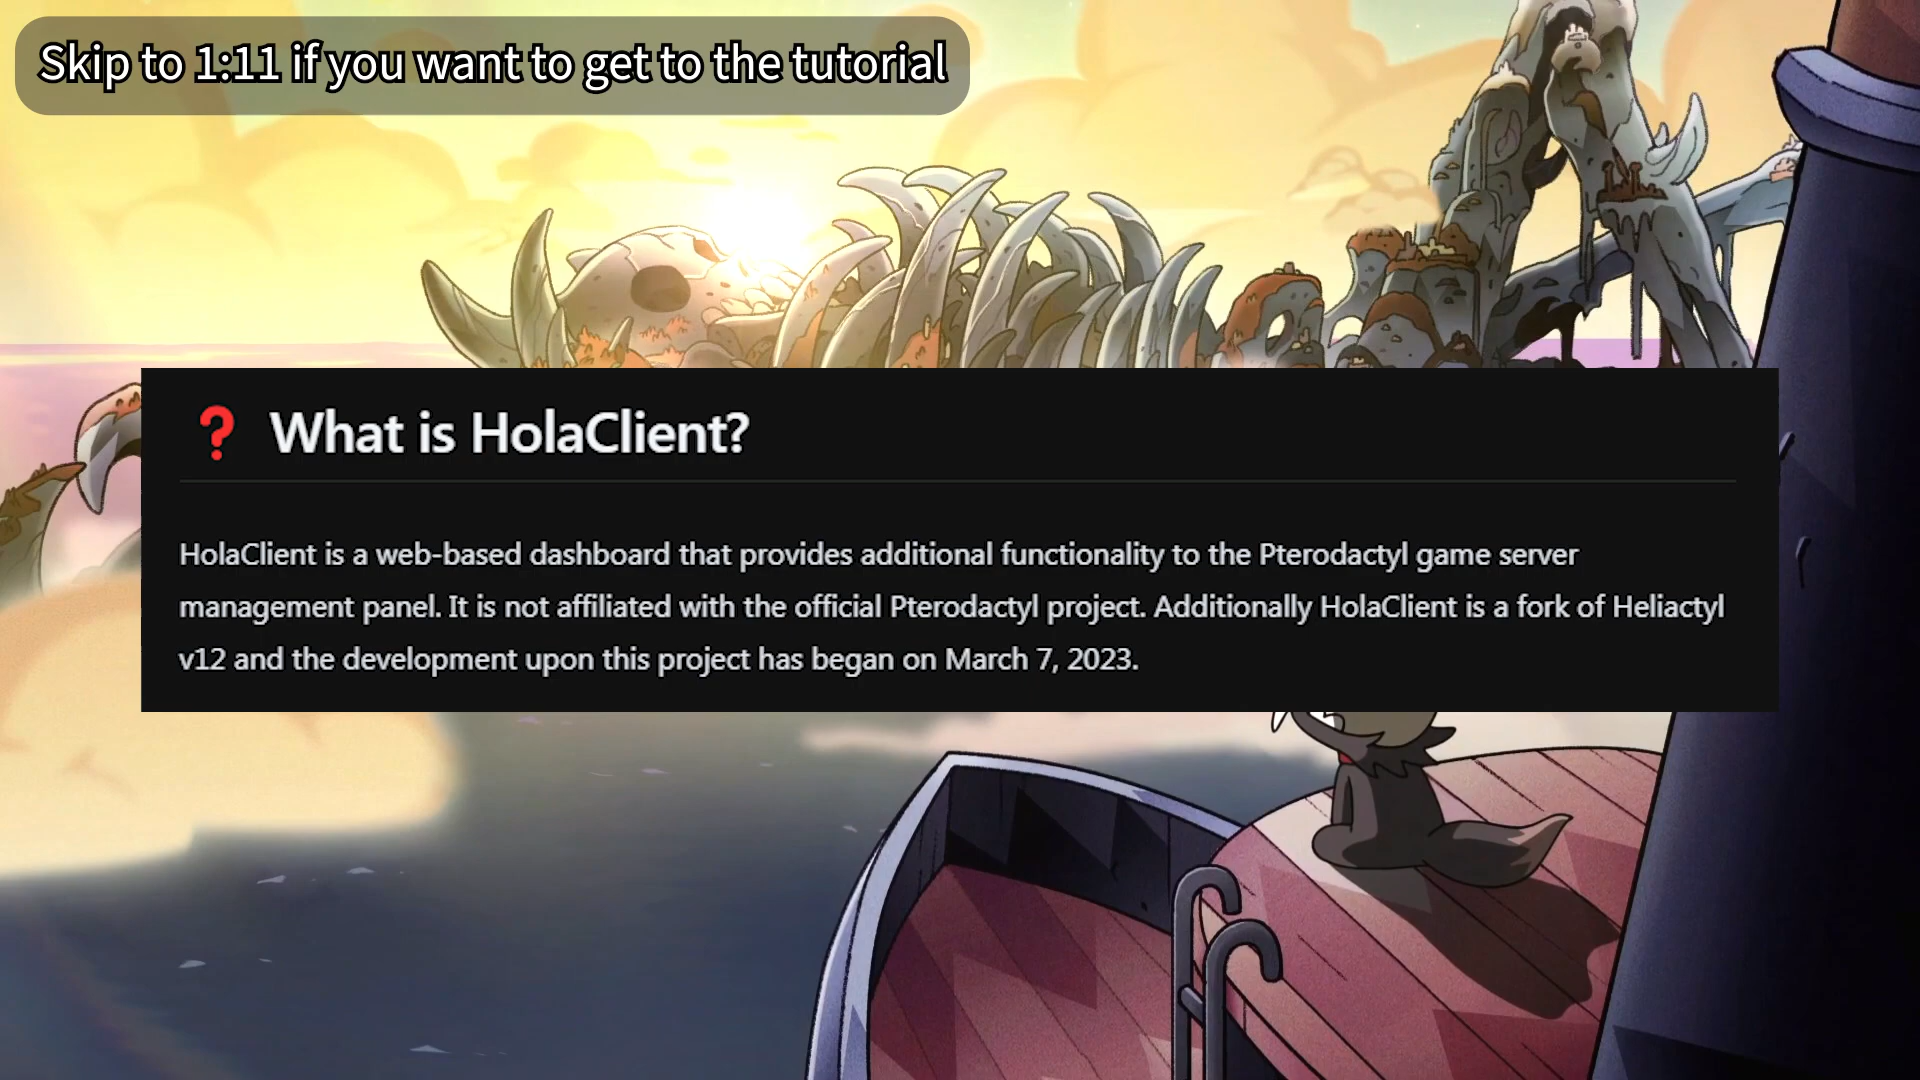 Skip to 1:11 if you want to get to the tutorial
❓ What is HolaClient?
HolaClient is a web-based dashboard that provides additional functionality to the Pterodactyl game server
management panel. It is not affiliated with the official Pterodactyl project. Additionally HolaClient is a fork of Heliactyl
v12 and the development upon this project has began on March 7, 2023.